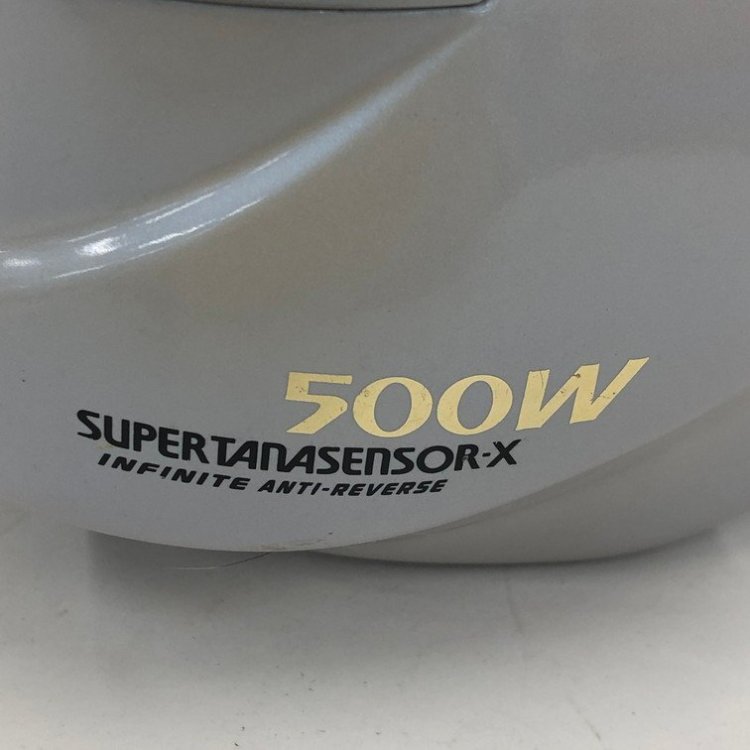 500W
SUPERTANASENSOR-X
INFINITE ANTI-REVERSE